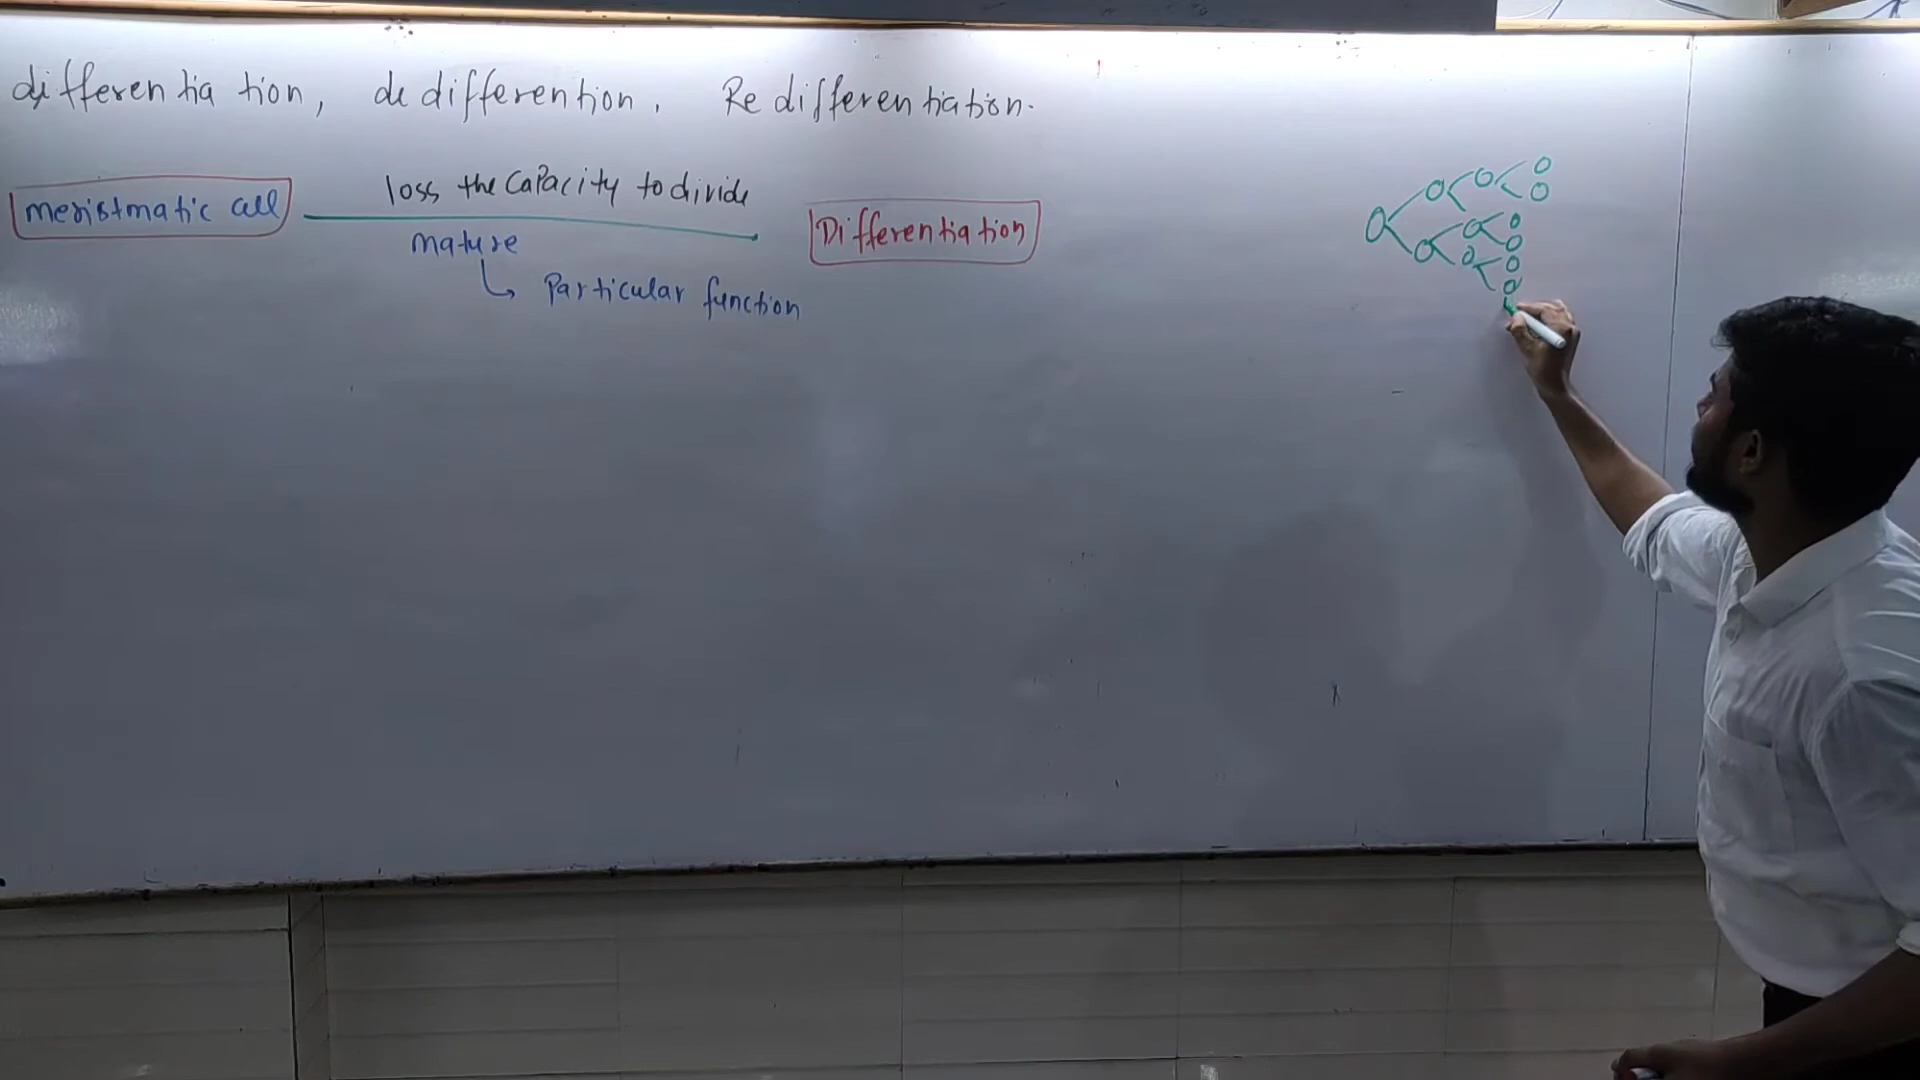 differentiation, dedifferention. Redifferentiation.
meristmatic cell loss the capacity to divide Differentiation
mature
Particular function